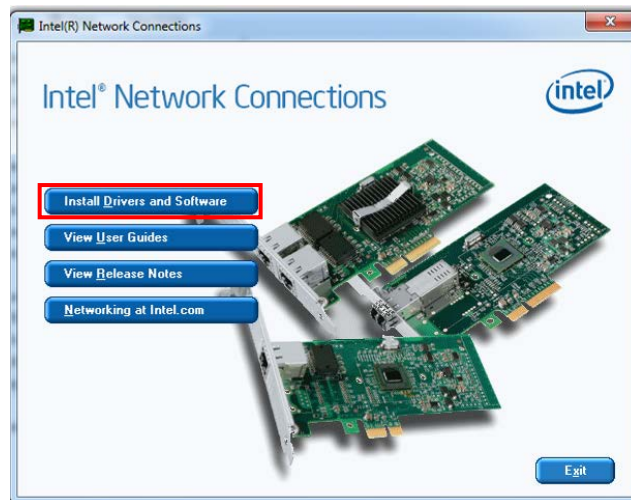 Intel(R) Network Connections
X
Intel® Network Connections
intel
Install Drivers and Software
View User Guides
View Release Notes
Networking at Intel.com
Exit